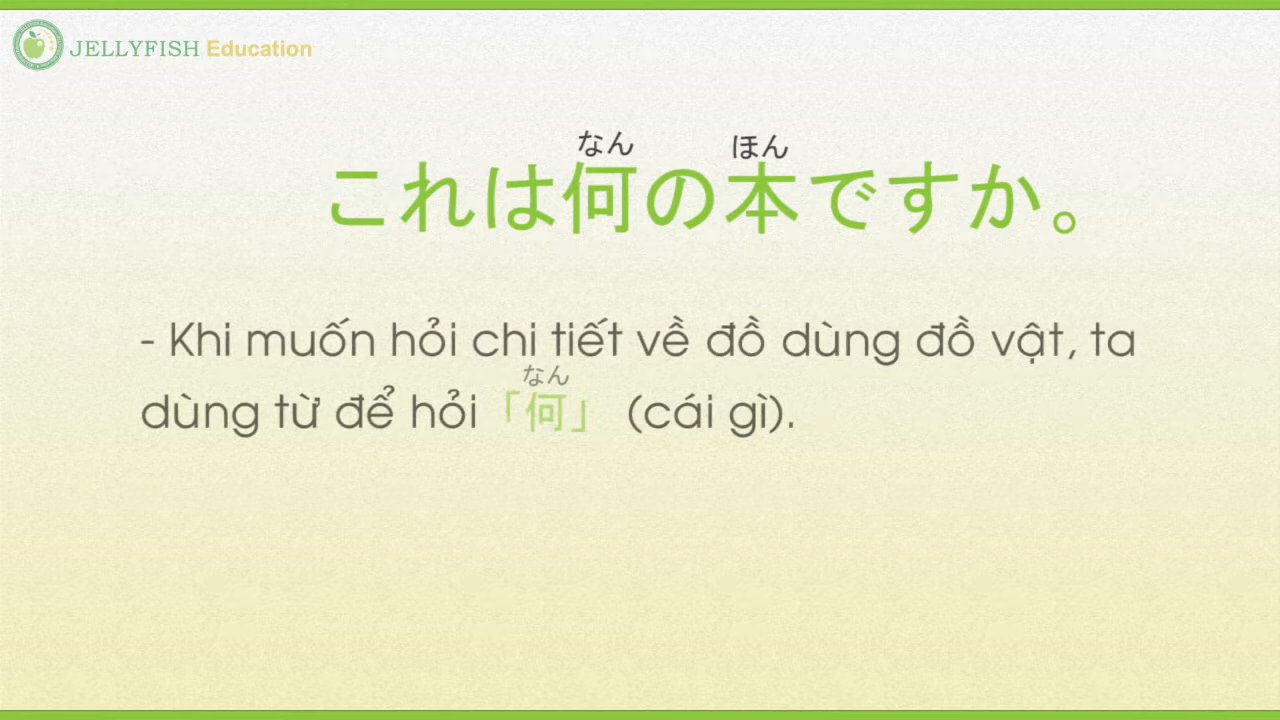 JELLYFISH Education
なん ほん
これは何の本ですか。
- Khi muốn hỏi chi tiết về đồ dùng đồ vật, ta
なん
dùng từ để hỏi「何」 (cái gì).